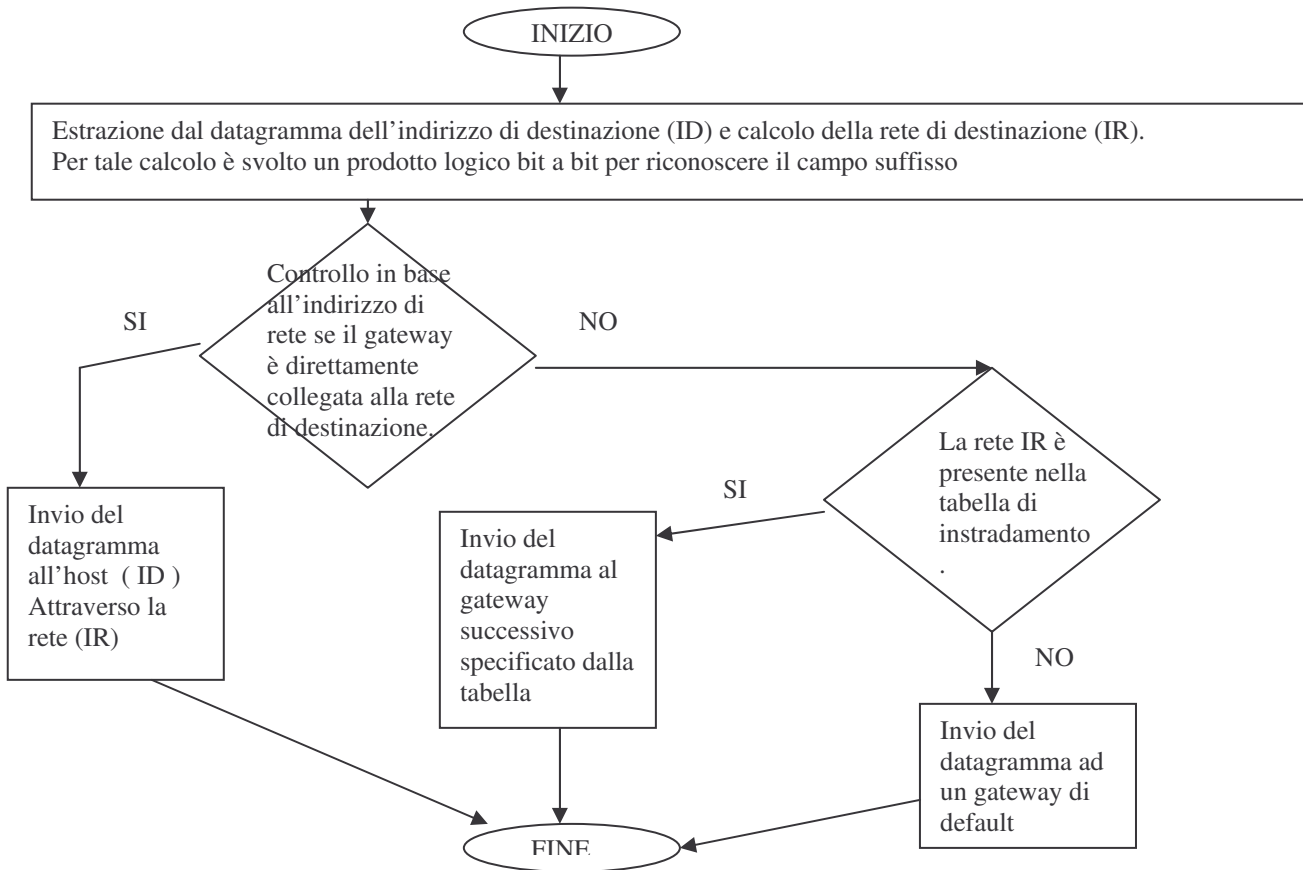 INIZIO
Estrazione dal datagramma dell'indirizzo di destinazione (ID) e calcolo della rete di destinazione (IR).
Per tale calcolo è svolto un prodotto logico bit a bit per riconoscere il campo suffisso
Controllo in base
all'indirizzo di
rete se il gateway
è direttamente
collegata alla rete
di destinazione.
SI
NO
La rete IR è
presente nella
tabella di
instradamento
.
SI
NO
Invio del
datagramma
all'host ( ID )
Attraverso la
rete (IR)
Invio del
datagramma al
gateway
successivo
specificato dalla
tabella
Invio del
datagramma ad
un gateway di
default
FINE